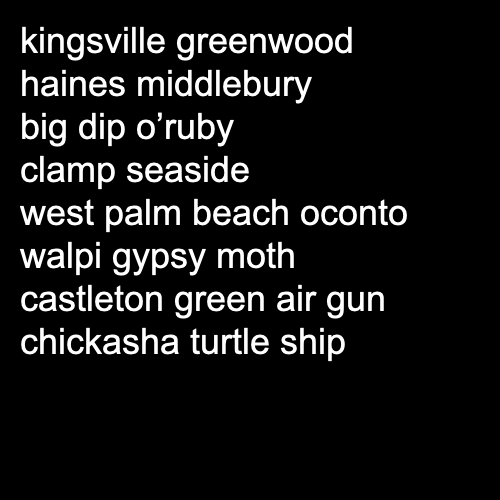 kingsville greenwood
haines middlebury
big dip o’ruby
clamp seaside
west palm beach oconto
walpi gypsy moth
castleton green air gun
chickasha turtle ship